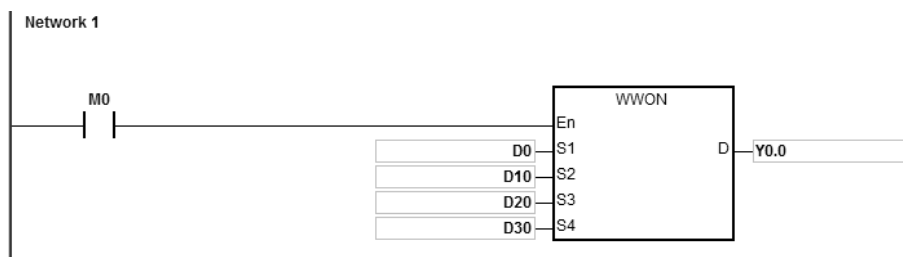 Network 1
M0
WWON
En
D0 S1 D Y0.0
D10 S2
D20 S3
D30 S4